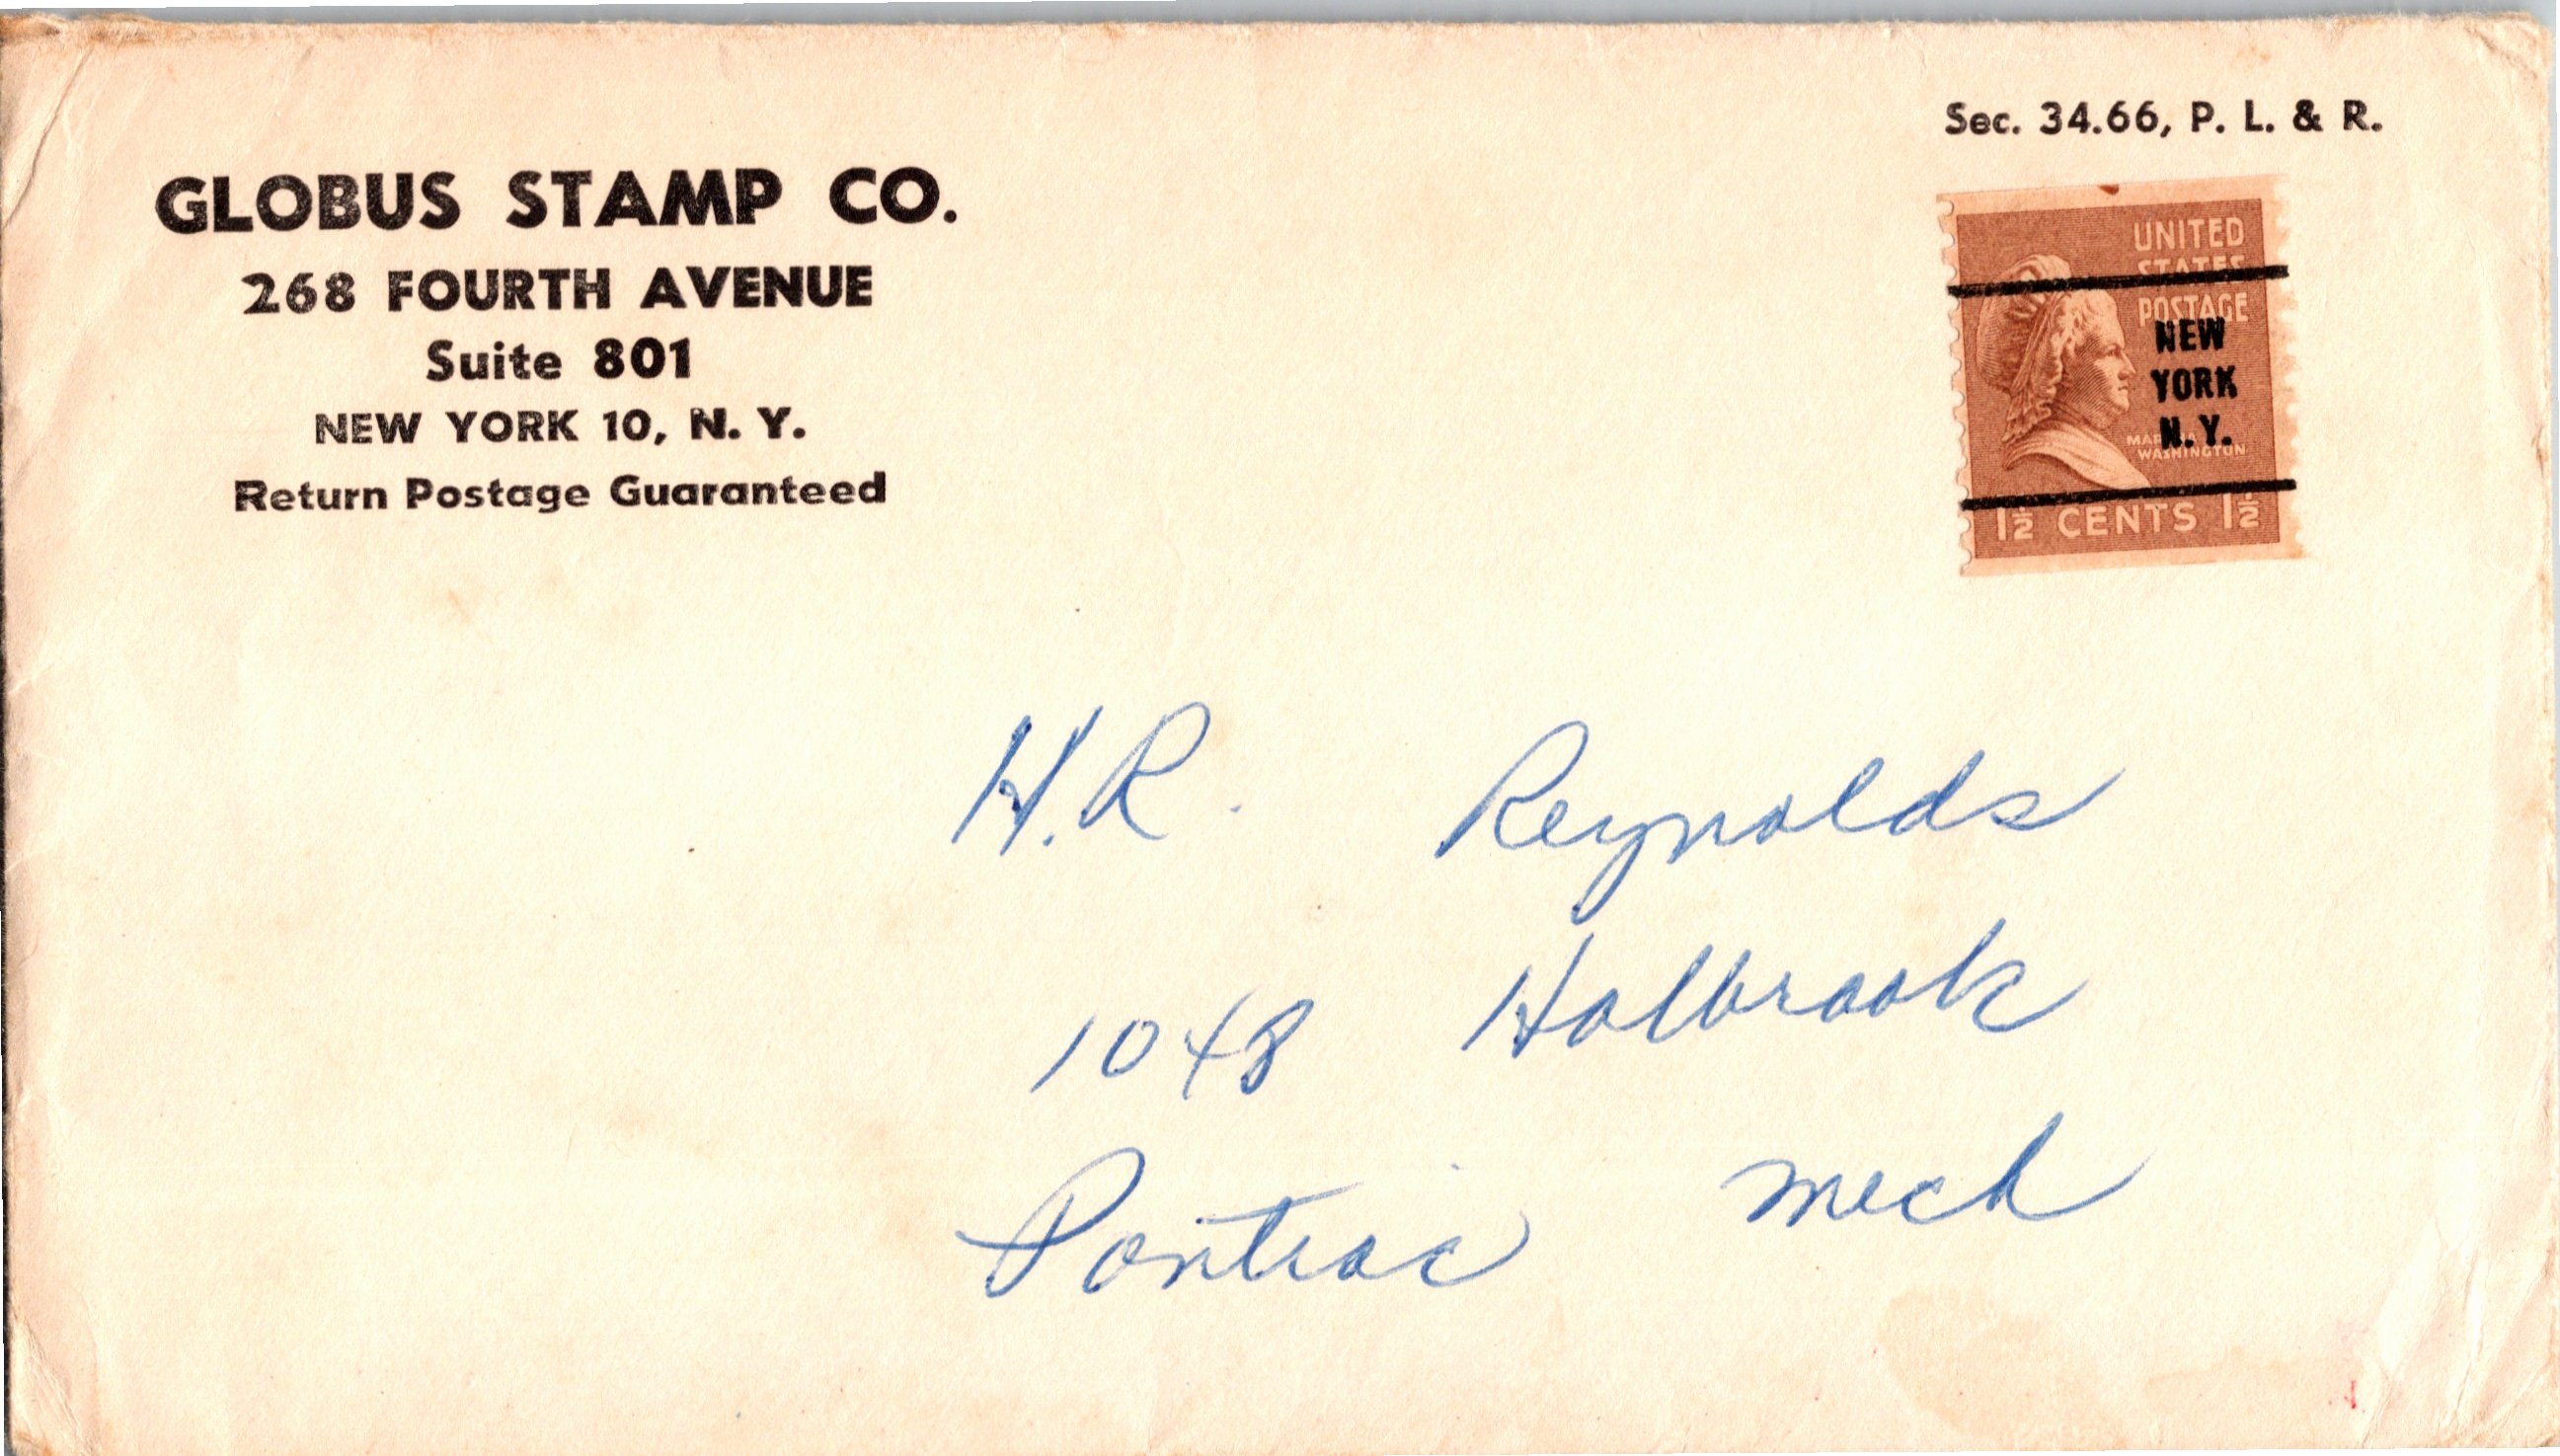 Sec. 34.66, P. L. & R.
GLOBUS STAMP CO.
268 FOURTH AVENUE
Suite 801
NEW YORK 10, N. Y.
Return Postage Guaranteed
UNITED
STATES
POSTAGE
NEW
YORK
N.Y.
MARTHA
WASHINGTON
1½ CENTS 1½
H.R. Reynolds
1048 Holbrook
Pontiac Mech